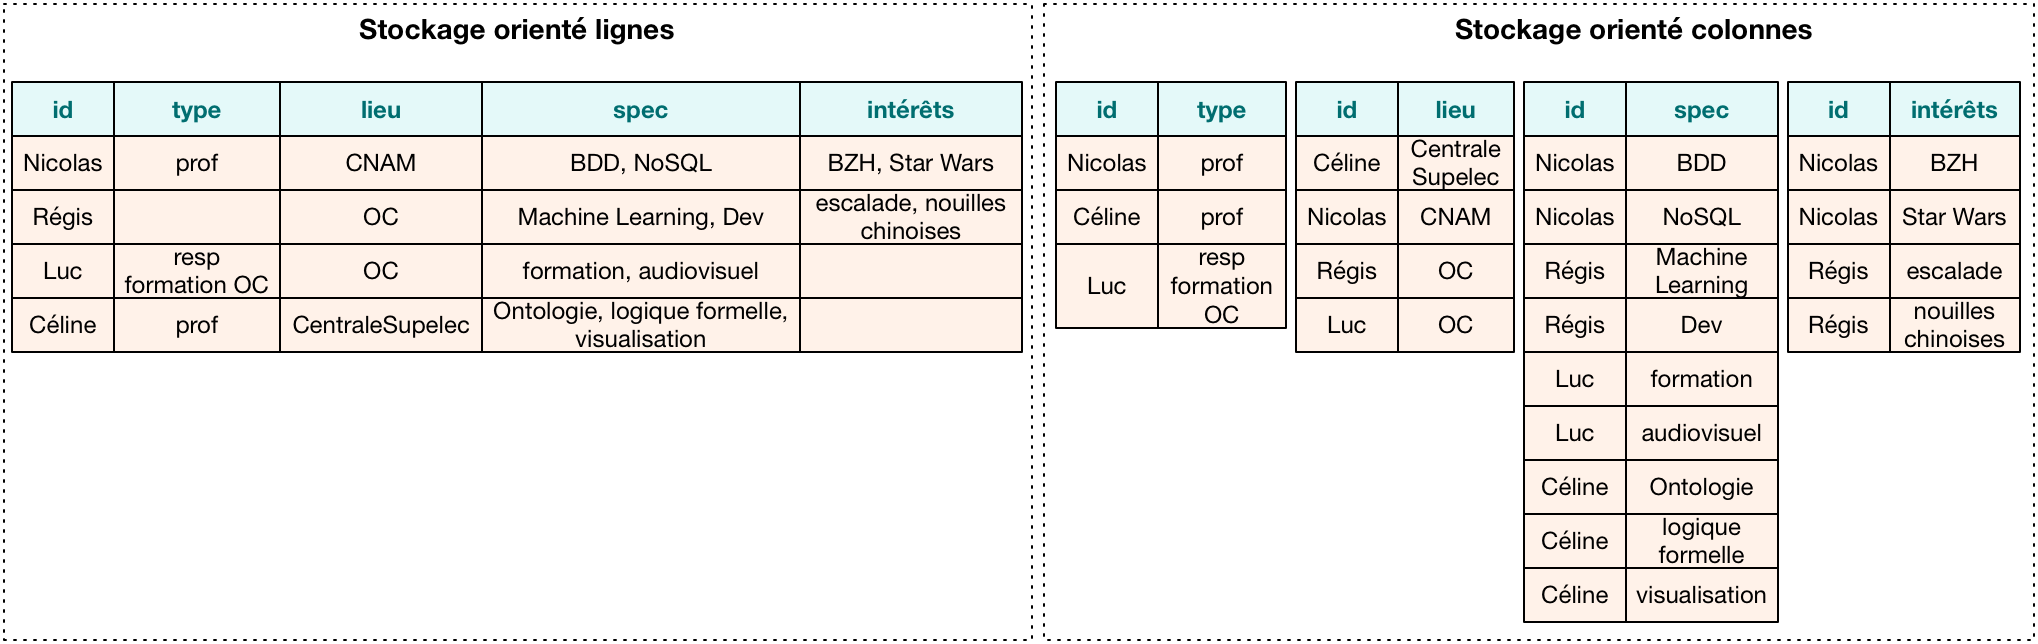 Stockage orienté lignes
id type lieu spec intérêts
Nicolas prof CNAM BDD, NoSQL BZH, Star Wars
Régis OC Machine Learning, Dev escalade, nouilles
chinoises
Luc resp
formation OC OC formation, audiovisuel
Céline prof CentraleSupelec Ontologie, logique formelle,
visualisation
Stockage orienté colonnes
id type
Nicolas prof
Céline prof
Luc resp
formation
OC
id lieu
Céline Centrale
Supelec
Nicolas CNAM
Régis OC
Luc OC
id spec
Nicolas BDD
Nicolas NoSQL
Régis Machine
Learning
Régis Dev
Luc formation
Luc audiovisuel
Céline Ontologie
Céline logique
formelle
Céline visualisation
id intérêts
Nicolas BZH
Nicolas Star Wars
Régis escalade
Régis nouilles
chinoises